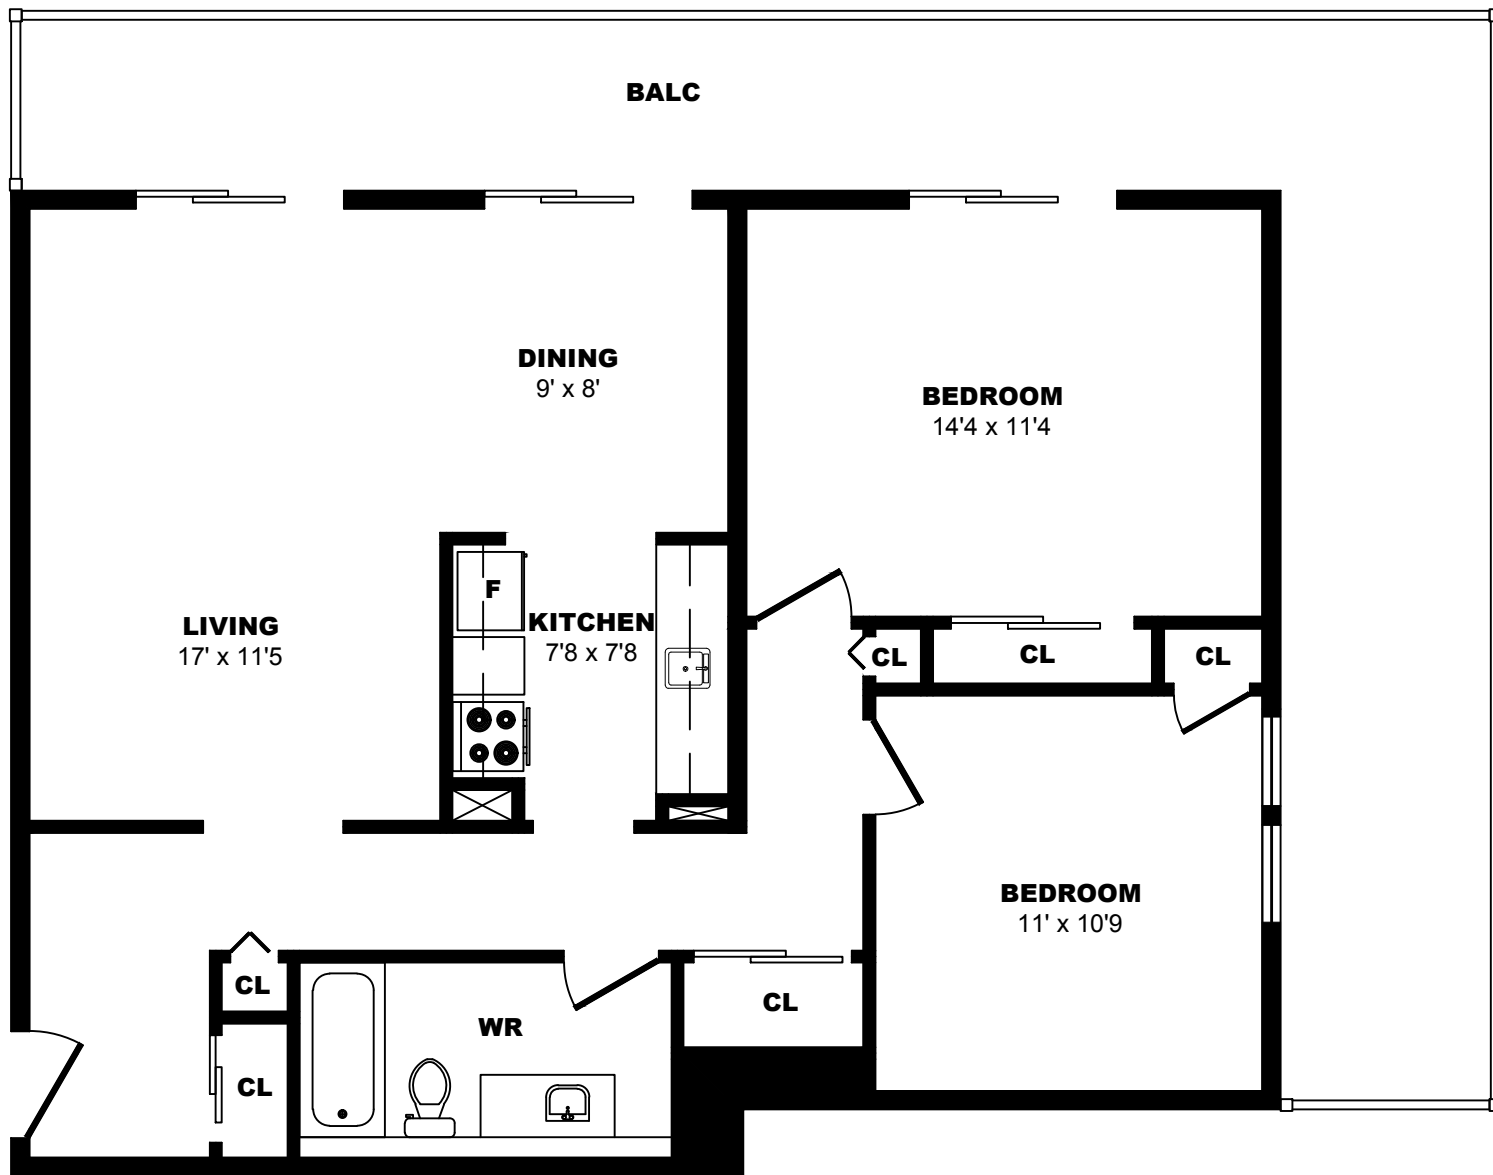 BALC
DINING
9' x 8'
BEDROOM
14'4 x 11'4
F
KITCHEN
7'8 x 7'8
LIVING
17' x 11'5
CL
CL
CL
BEDROOM
11' x 10'9
CL
CL
WR
CL